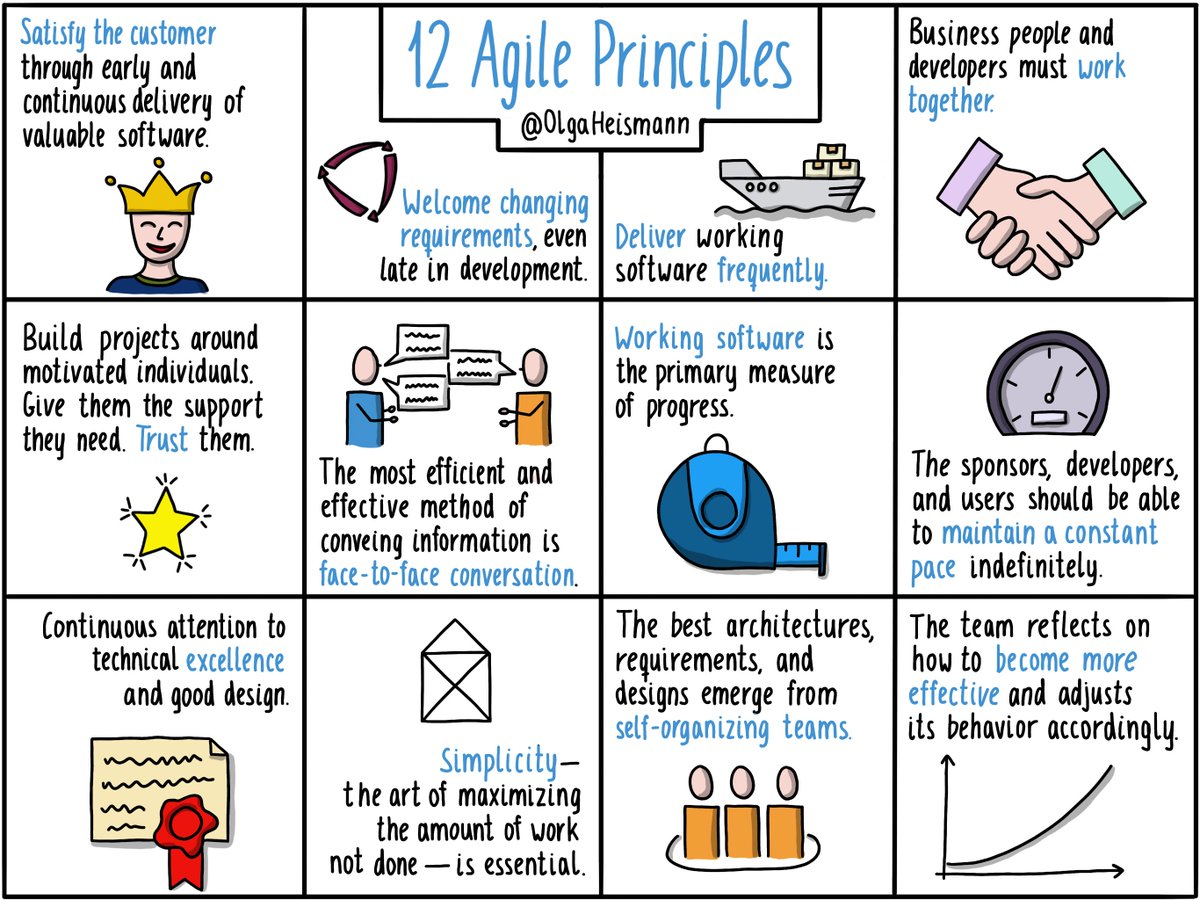 12 Agile Principles
@OlgaHeismann
Satisfy the customer
through early and
continuous delivery of
valuable software.
Welcome changing
requirements, even
late in development.
Deliver working
software frequently.
Business people and
developers must work
together.
Build projects around
motivated individuals.
Give them the support
they need. Trust them.
The most efficient and
effective method of
conveing information is
face-to-face conversation.
Working software is
the primary measure
of progress.
The sponsors, developers,
and users should be able
to maintain a constant
pace indefinitely.
Continuous attention to
technical excellence
and good design.
Simplicity—
the art of maximizing
the amount of work
not done — is essential.
The best architectures,
requirements, and
designs emerge from
self-organizing teams.
The team reflects on
how to become more
effective and adjusts
its behavior accordingly.